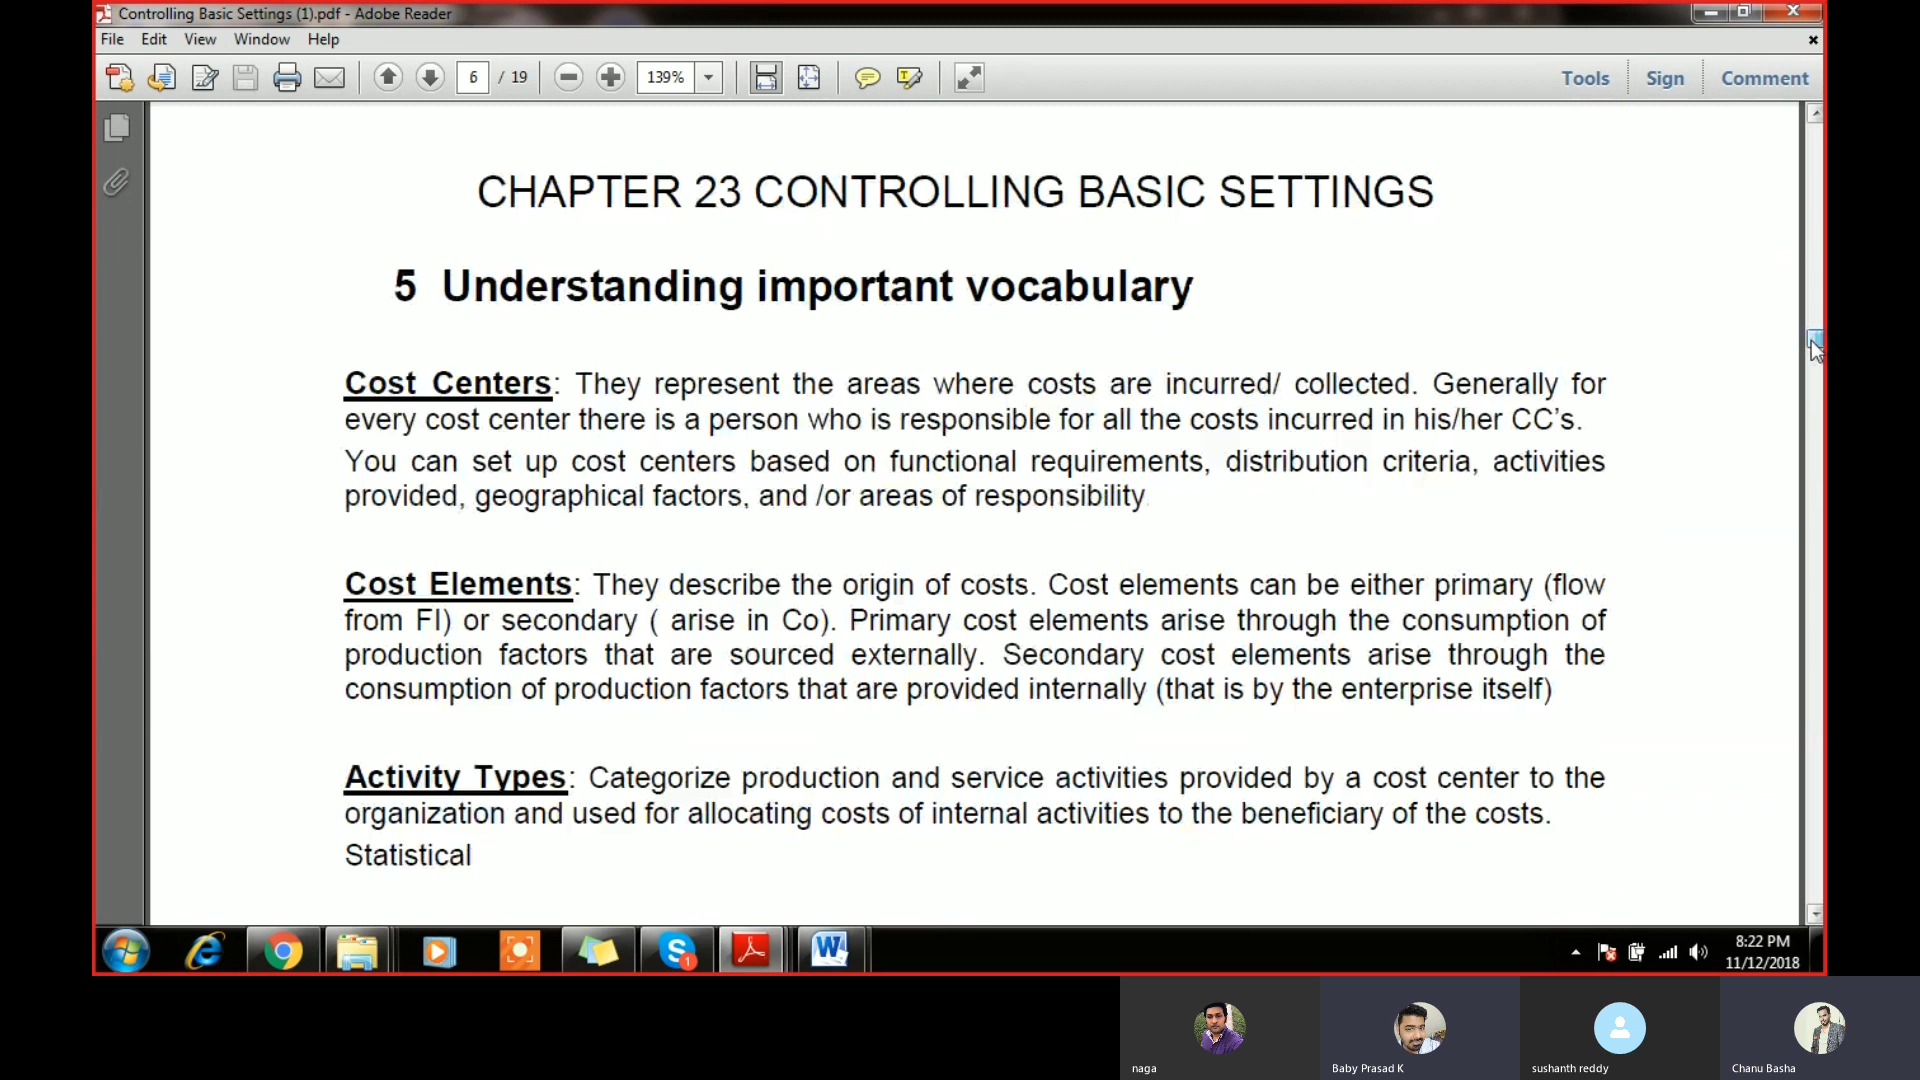 Controlling Basic Settings (1).pdf - Adobe Reader
File Edit View Window Help
6 / 19 139% Tools Sign Comment
CHAPTER 23 CONTROLLING BASIC SETTINGS
5 Understanding important vocabulary
Cost Centers: They represent the areas where costs are incurred/ collected. Generally for
every cost center there is a person who is responsible for all the costs incurred in his/her CC's.
You can set up cost centers based on functional requirements, distribution criteria, activities
provided, geographical factors, and /or areas of responsibility
Cost Elements: They describe the origin of costs. Cost elements can be either primary (flow
from FI) or secondary ( arise in Co). Primary cost elements arise through the consumption of
production factors that are sourced externally. Secondary cost elements arise through the
consumption of production factors that are provided internally (that is by the enterprise itself)
Activity Types: Categorize production and service activities provided by a cost center to the
organization and used for allocating costs of internal activities to the beneficiary of the costs.
Statistical
8:22 PM
11/12/2018
naga Baby Prasad K sushanth reddy Chanu Basha